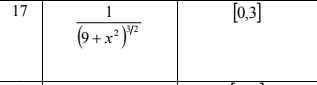 17 1/(9 + x²)^(3/2) [0,3]